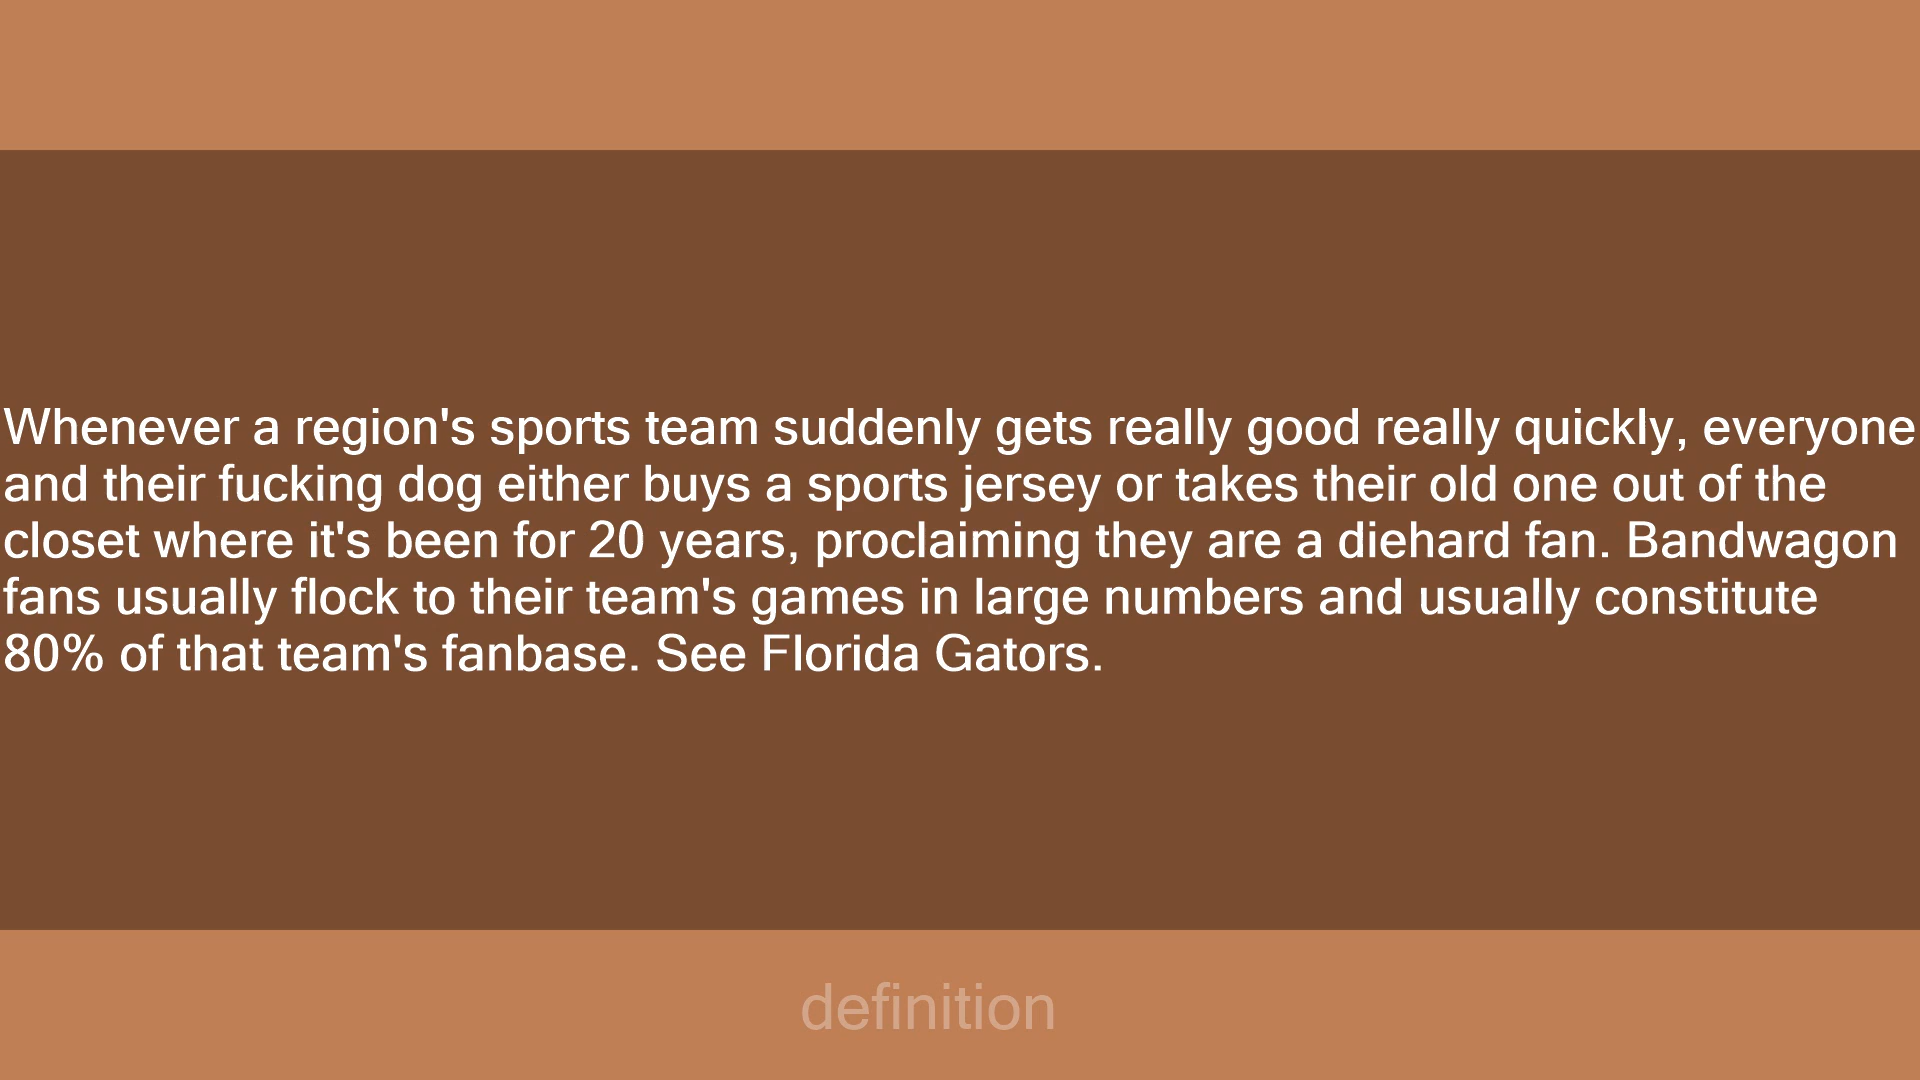 Whenever a region's sports team suddenly gets really good really quickly, everyone
and their fucking dog either buys a sports jersey or takes their old one out of the
closet where it's been for 20 years, proclaiming they are a diehard fan. Bandwagon
fans usually flock to their team's games in large numbers and usually constitute
80% of that team's fanbase. See Florida Gators.
definition